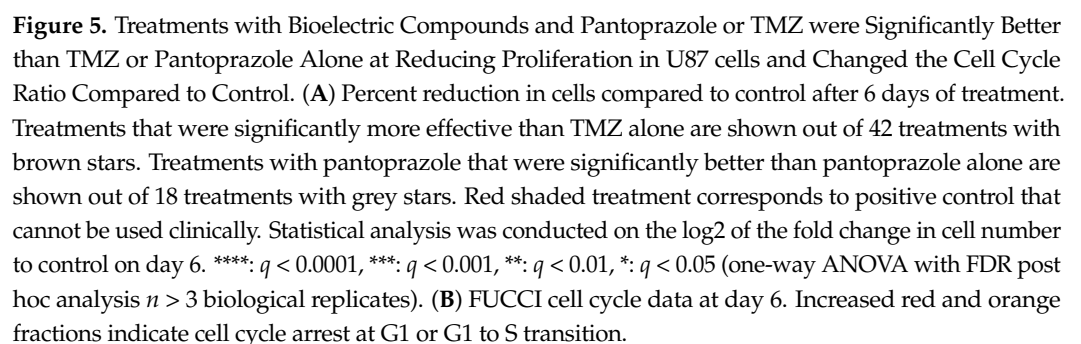 Figure 5. Treatments with Bioelectric Compounds and Pantoprazole or TMZ were Significantly Better
than TMZ or Pantoprazole Alone at Reducing Proliferation in U87 cells and Changed the Cell Cycle
Ratio Compared to Control. (A) Percent reduction in cells compared to control after 6 days of treatment.
Treatments that were significantly more effective than TMZ alone are shown out of 42 treatments with
brown stars. Treatments with pantoprazole that were significantly better than pantoprazole alone are
shown out of 18 treatments with grey stars. Red shaded treatment corresponds to positive control that
cannot be used clinically. Statistical analysis was conducted on the log2 of the fold change in cell number
to control on day 6. ****: q < 0.0001, ***: q < 0.001, **: q < 0.01, *: q < 0.05 (one-way ANOVA with FDR post
hoc analysis n > 3 biological replicates). (B) FUCCI cell cycle data at day 6. Increased red and orange
fractions indicate cell cycle arrest at G1 or G1 to S transition.